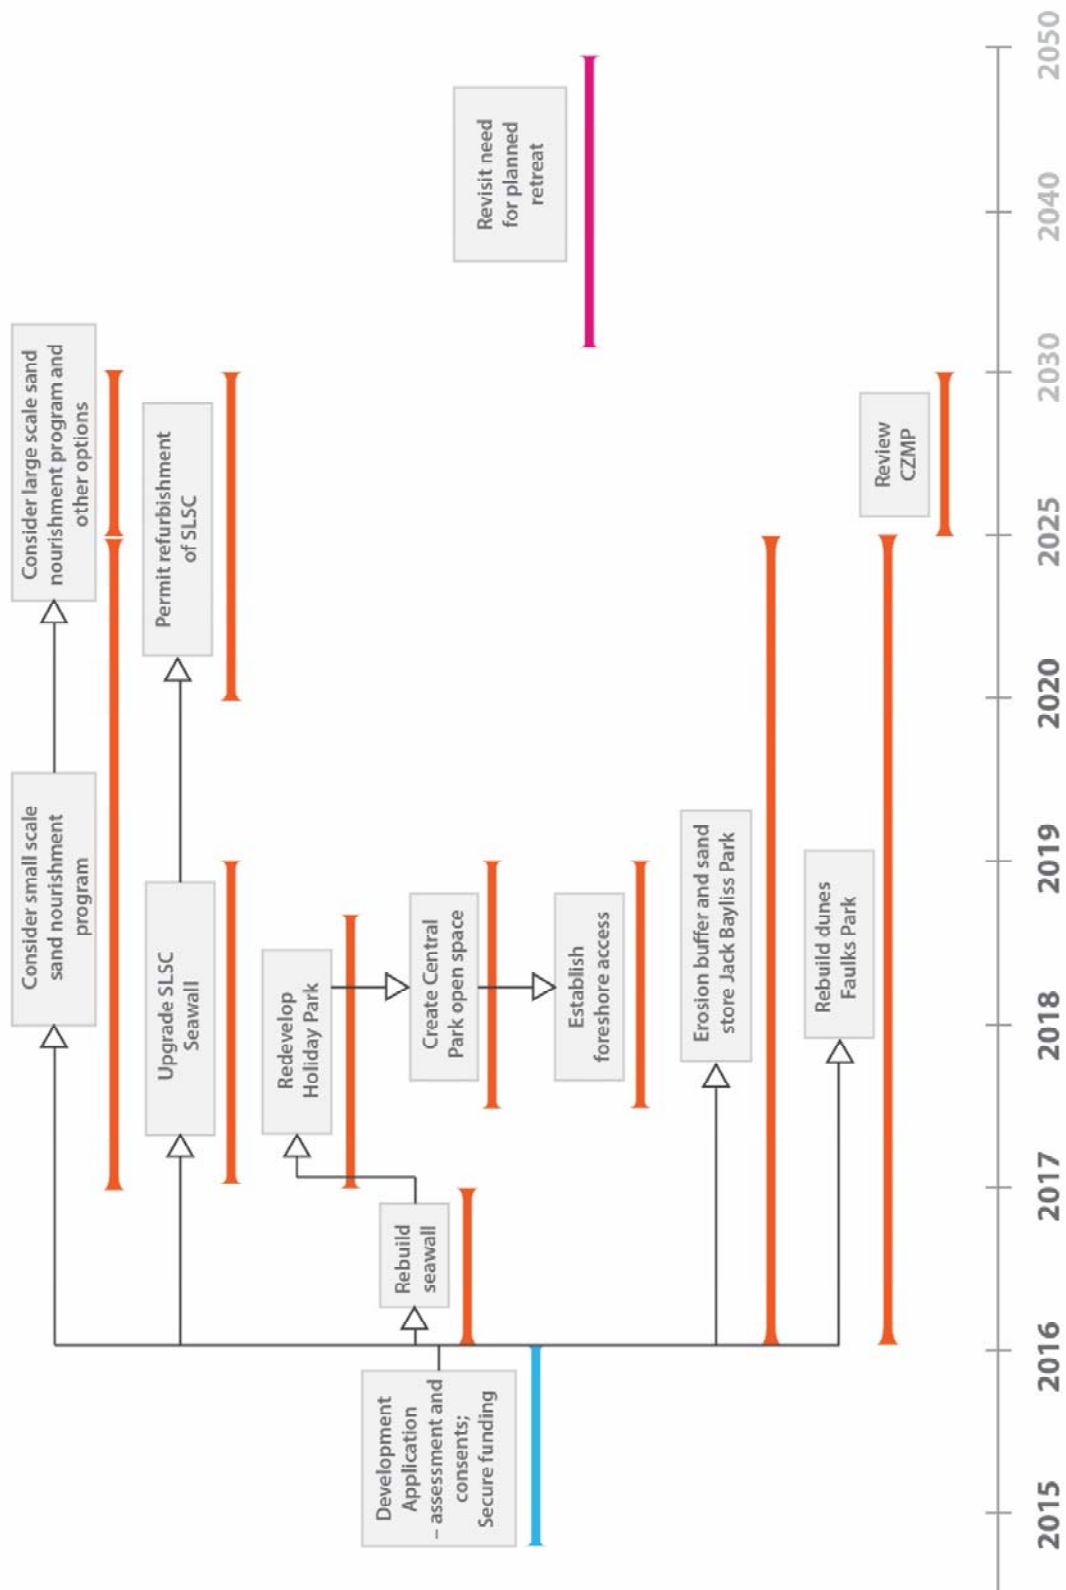 Consider small scale
sand nourishment
program
Consider large scale sand
nourishment program and
other options
Upgrade SLSC
Seawall
Permit refurbishment
of SLSC
Redevelop
Holiday Park
Development
Application
– assessment and
consents;
Secure funding
Rebuild
seawall
Create Central
Park open space
Revisit need
for planned
retreat
Establish
foreshore access
Erosion buffer and sand
store Jack Bayliss Park
Rebuild dunes
Faulks Park
Review
CZMP
2015 2016 2017 2018 2019 2020 2025 2030 2040 2050